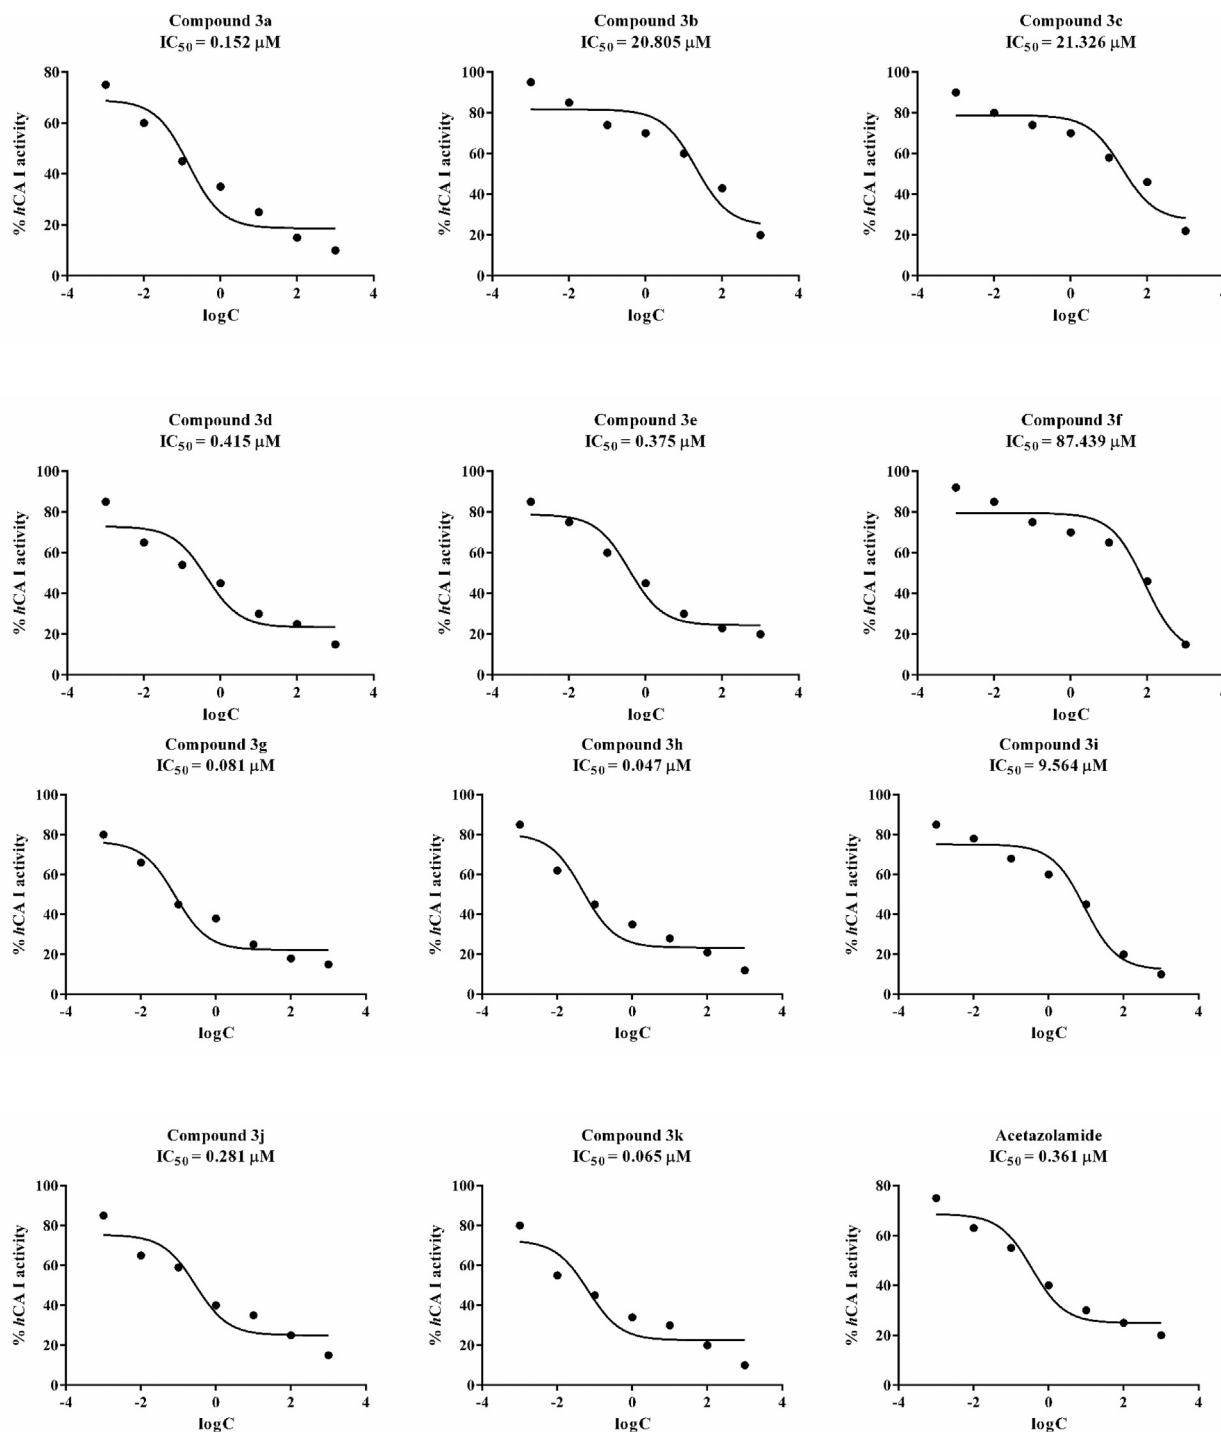 Compound 3a
IC50 = 0.152 μM
% hCA I activity
80
60
40
20
0
-4
-2
0
2
4
logC
Compound 3b
IC50 = 20.805 μM
% hCA I activity
100
80
60
40
20
0
-4
-2
0
2
4
logC
Compound 3c
IC50 = 21.326 μM
% hCA I activity
100
80
60
40
20
0
-4
-2
0
2
4
logC
Compound 3d
IC50 = 0.415 μM
% hCA I activity
100
80
60
40
20
0
-4
-2
0
2
4
logC
Compound 3e
IC50 = 0.375 μM
% hCA I activity
100
80
60
40
20
0
-4
-2
0
2
4
logC
Compound 3f
IC50 = 87.439 μM
% hCA I activity
100
80
60
40
20
0
-4
-2
0
2
4
logC
Compound 3g
IC50 = 0.081 μM
% hCA I activity
100
80
60
40
20
0
-4
-2
0
2
4
logC
Compound 3h
IC50 = 0.047 μM
% hCA I activity
100
80
60
40
20
0
-4
-2
0
2
4
logC
Compound 3i
IC50 = 9.564 μM
% hCA I activity
100
80
60
40
20
0
-4
-2
0
2
4
logC
Compound 3j
IC50 = 0.281 μM
% hCA I activity
100
80
60
40
20
0
-4
-2
0
2
4
logC
Compound 3k
IC50 = 0.065 μM
% hCA I activity
100
80
60
40
20
0
-4
-2
0
2
4
logC
Acetazolamide
IC50 = 0.361 μM
% hCA I activity
80
60
40
20
0
-4
-2
0
2
4
logC